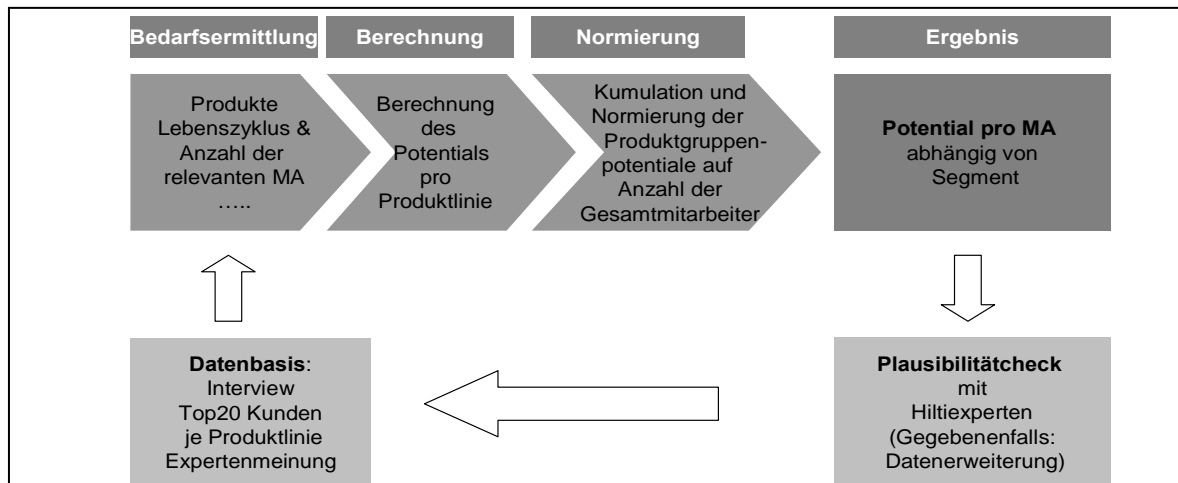 Bedarfsermittlung
Berechnung
Normierung
Ergebnis
Produkte
Lebenszyklus &
Anzahl der
relevanten MA
.....
Berechnung
des
Potentials
pro
Produktlinie
Kumulation und
Normierung der
Produktgruppen-
potentiale auf
Anzahl der
Gesamtmitarbeiter
Potential pro MA
abhängig von
Segment
Datenbasis:
Interview
Top20 Kunden
je Produktlinie
Expertenmeinung
Plausibilitätcheck
mit
Hiltiexperten
(Gegebenenfalls:
Datenerweiterung)